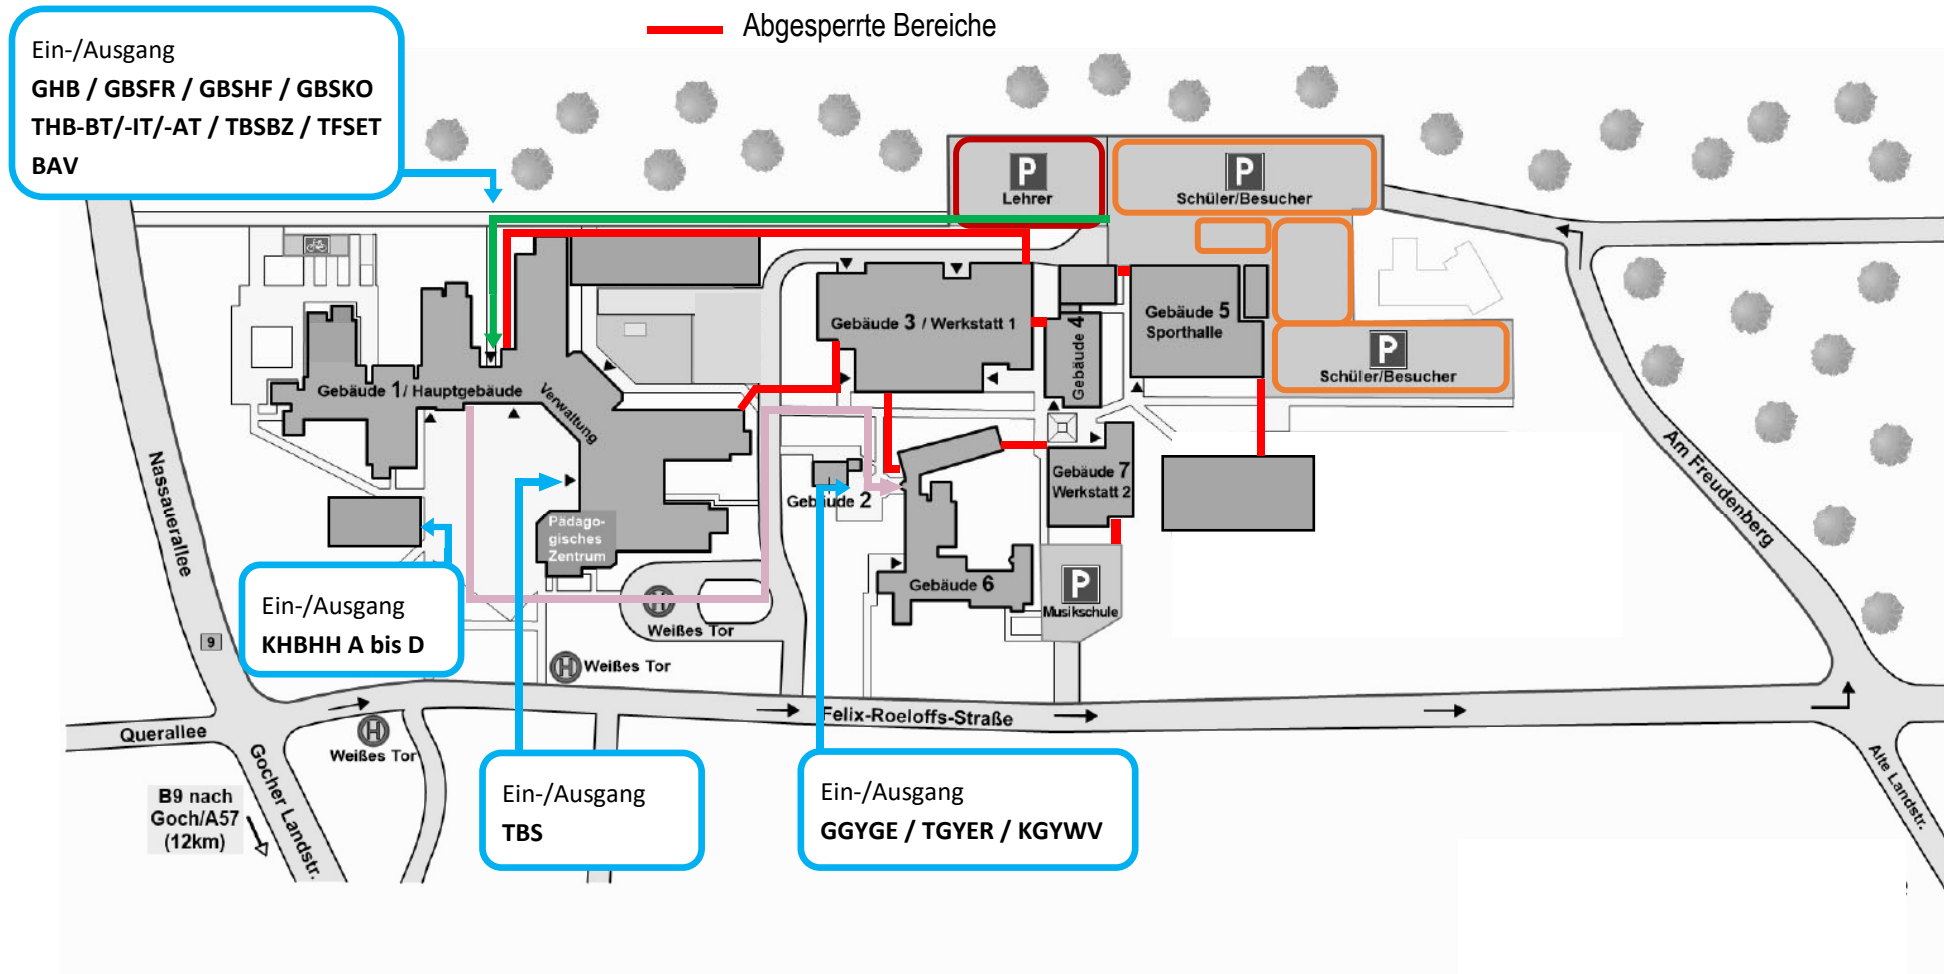 Abgesperrte Bereiche
Ein-/Ausgang
GHB / GBSFR / GBSHF / GBSKO
THB-BT/-IT/-AT / TBSBZ / TFSET
BAV
P
Lehrer
P
Schüler/Besucher
Gebäude 3 / Werkstatt 1
Gebäude 4
Gebäude 5
Sporthalle
P
Schüler/Besucher
Gebäude 1 / Hauptgebäude
Verwaltung
Gebäude 2
Gebäude 7
Werkstatt 2
Pädago-
gisches
Zentrum
Gebäude 6
P
Musikschule
Nassauerallee
Am Freudenberg
Ein-/Ausgang
KHBHH A bis D
9
H
Weißes Tor
H Weißes Tor
Felix-Roeloffs-Straße
Querallee
H
Weißes Tor
Gocher Landstr.
Alte Landstr.
B9 nach
Goch/A57
(12km)
Ein-/Ausgang
TBS
Ein-/Ausgang
GGYGE / TGYER / KGYWV